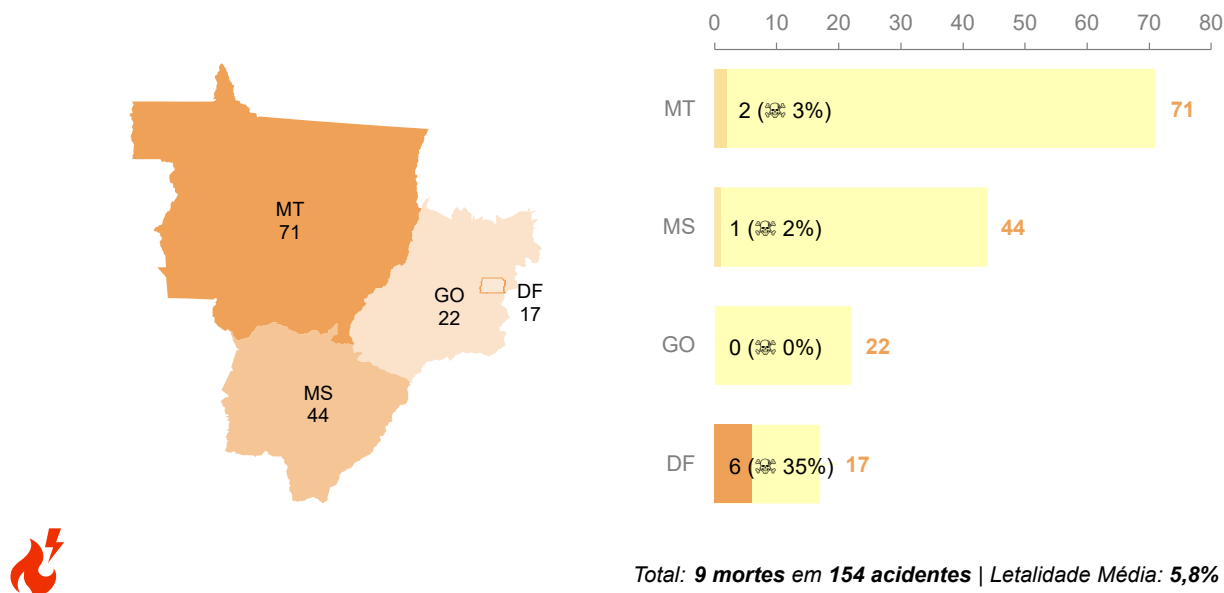 MT
71
GO
22
DF
17
MS
44
0 10 20 30 40 50 60 70 80
MT 2 (☠ 3%) 71
MS 1 (☠ 2%) 44
GO 0 (☠ 0%) 22
DF 6 (☠ 35%) 17
Total: 9 mortes em 154 acidentes | Letalidade Média: 5,8%